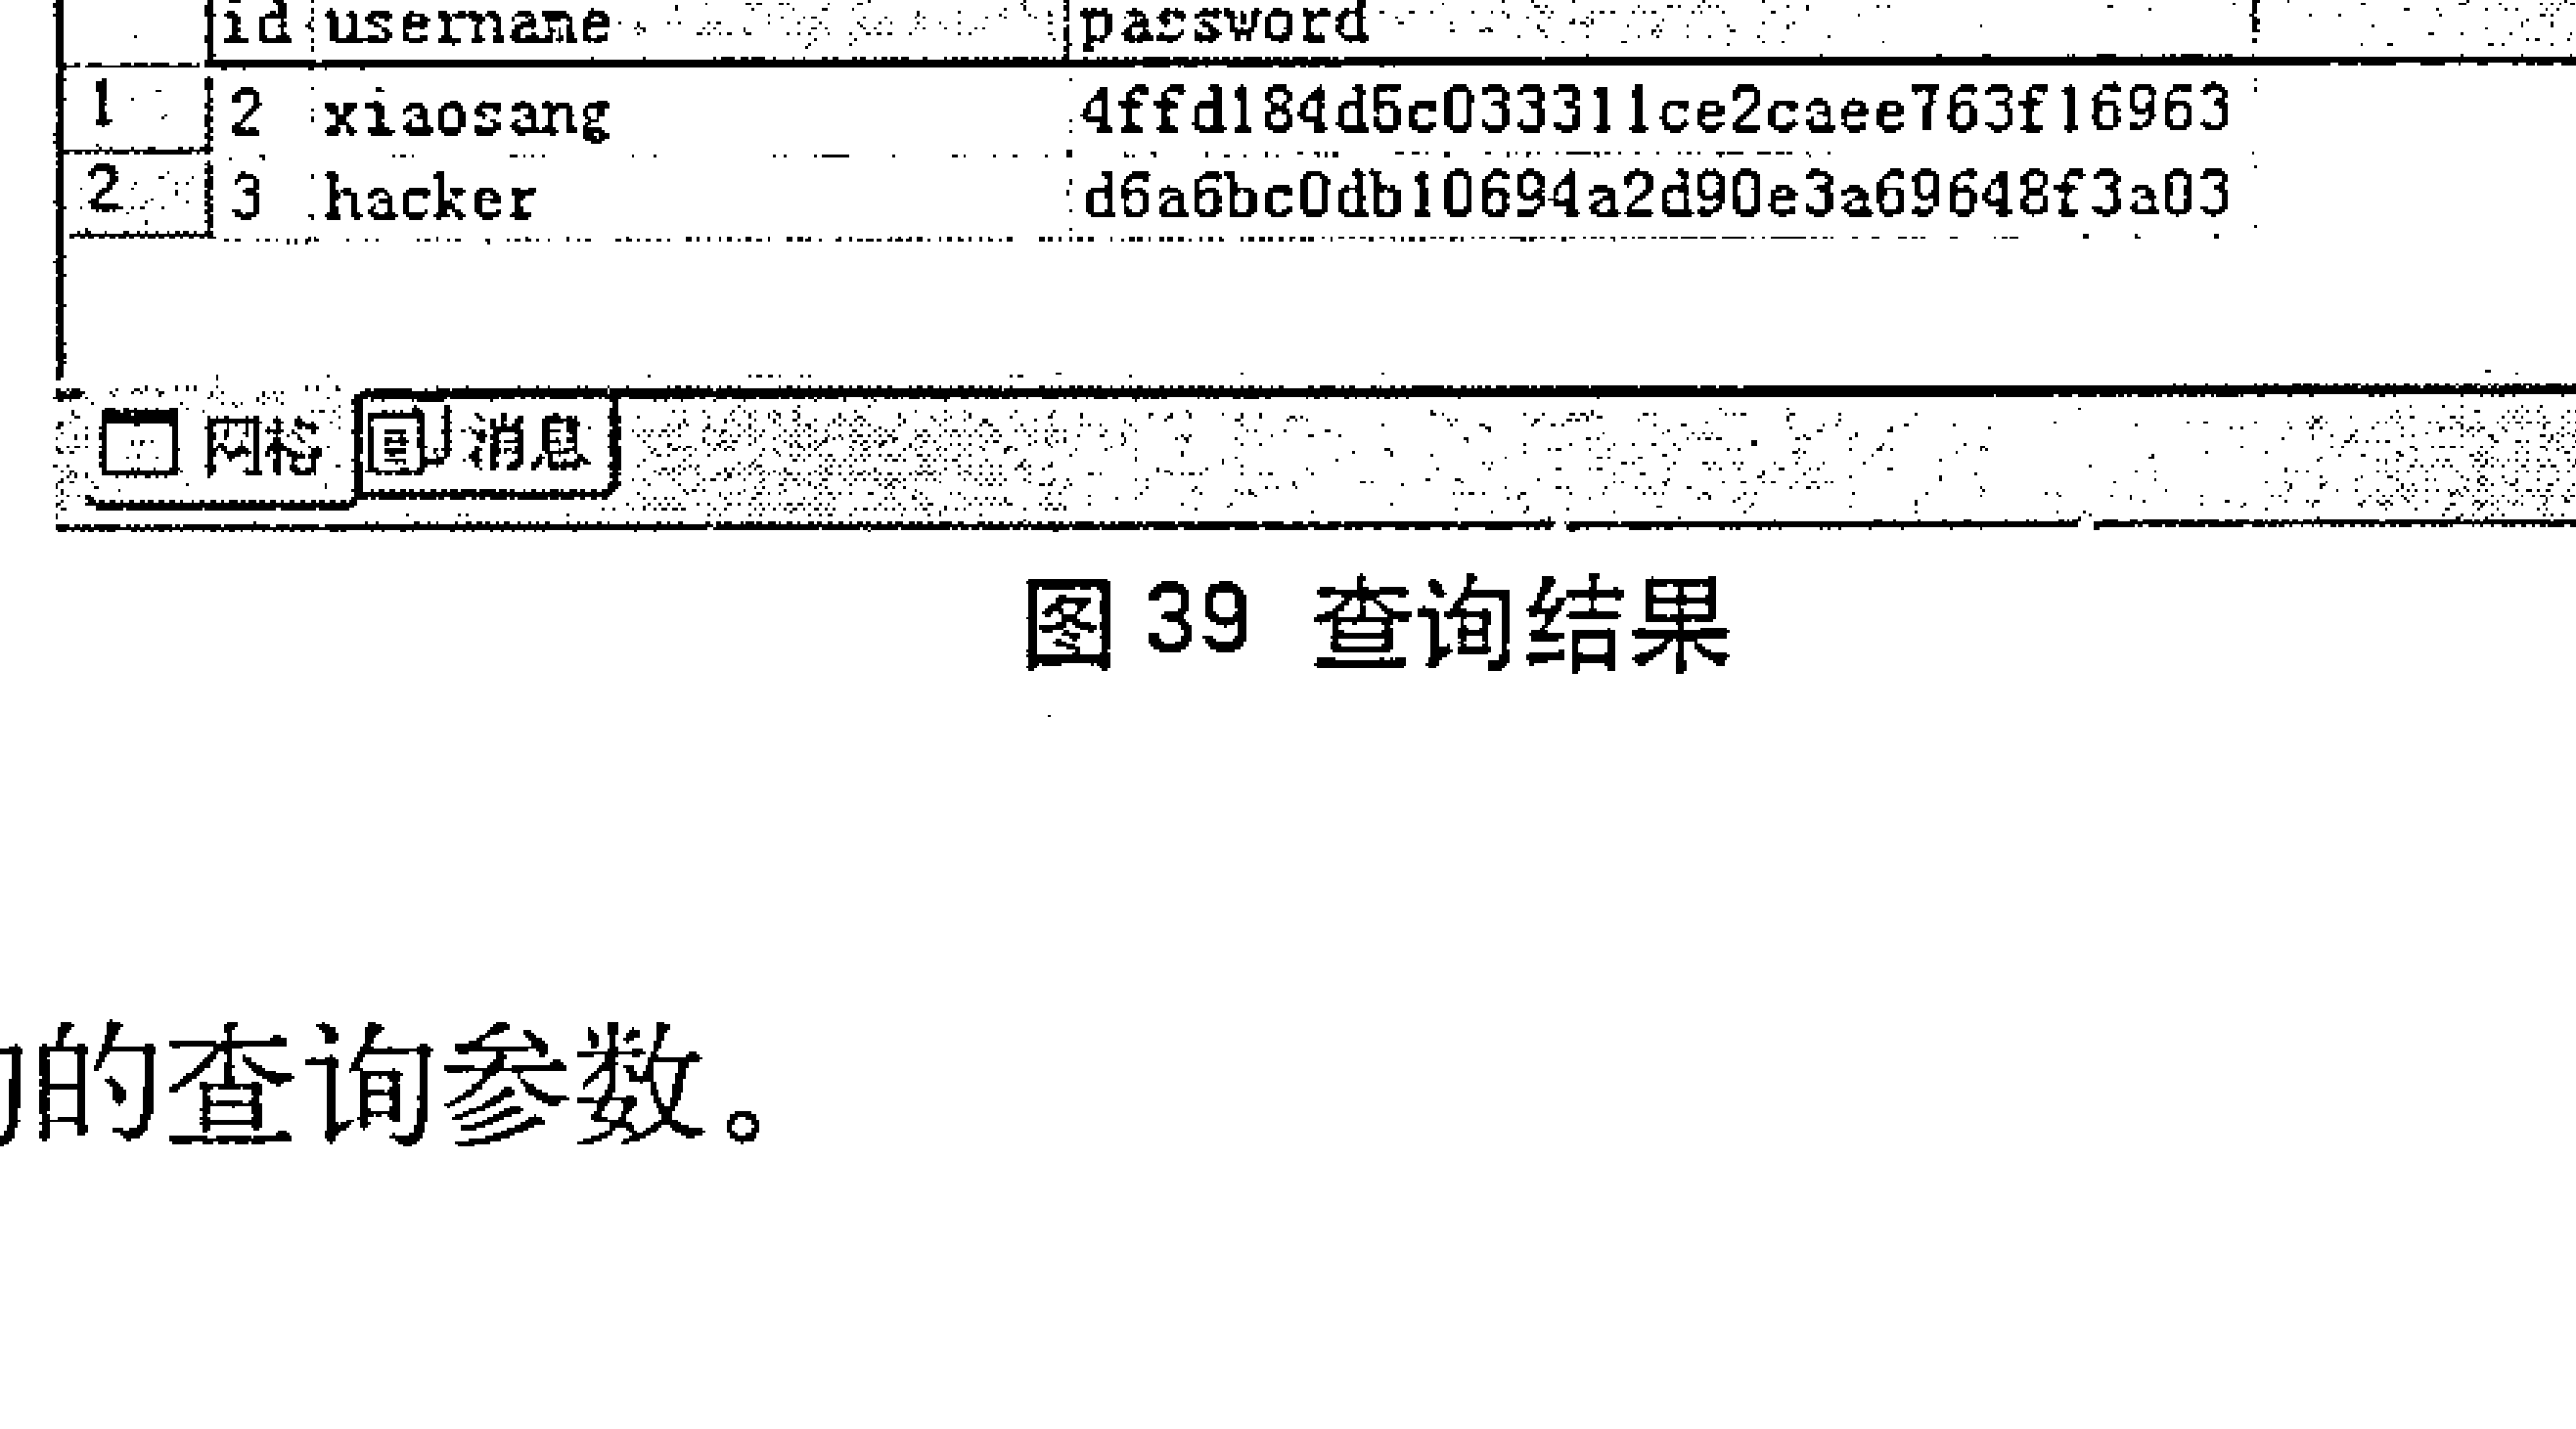 id username password
1 2 xiaosang 4ffd184d5c033311ce2caee763f16963
2 3 hacker d6a6bc0db10694a2d90e3a69648f3a03
网格 消息
图 39 查询结果
的查询参数。